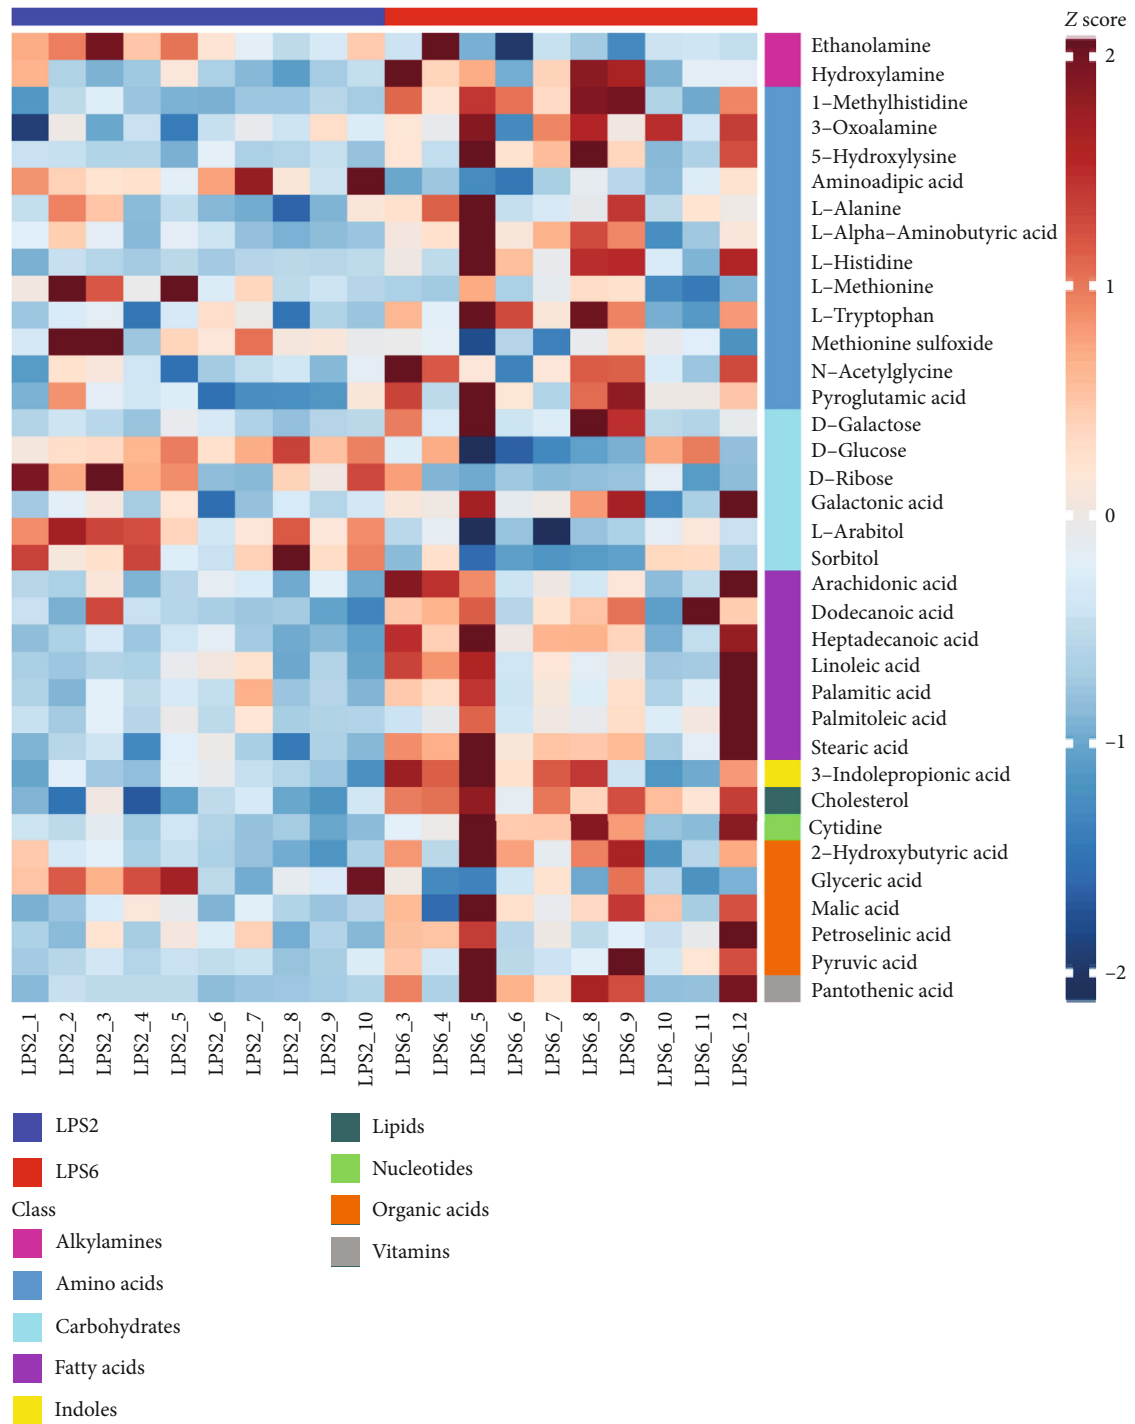 Z score
2
1
0
–1
–2
Ethanolamine
Hydroxylamine
1–Methylhistidine
3–Oxoalamine
5–Hydroxylysine
Aminoadipic acid
L–Alanine
L–Alpha–Aminobutyric acid
L–Histidine
L–Methionine
L–Tryptophan
Methionine sulfoxide
N–Acetylglycine
Pyroglutamic acid
D–Galactose
D–Glucose
D–Ribose
Galactonic acid
L–Arabitol
Sorbitol
Arachidonic acid
Dodecanoic acid
Heptadecanoic acid
Linoleic acid
Palamitic acid
Palmitoleic acid
Stearic acid
3–Indolepropionic acid
Cholesterol
Cytidine
2–Hydroxybutyric acid
Glyceric acid
Malic acid
Petroselinic acid
Pyruvic acid
Pantothenic acid
LPS2_1
LPS2_2
LPS2_3
LPS2_4
LPS2_5
LPS2_6
LPS2_7
LPS2_8
LPS2_9
LPS2_10
LPS6_3
LPS6_4
LPS6_5
LPS6_6
LPS6_7
LPS6_8
LPS6_9
LPS6_10
LPS6_11
LPS6_12
LPS2
LPS6
Class
Alkylamines
Amino acids
Carbohydrates
Fatty acids
Indoles
Lipids
Nucleotides
Organic acids
Vitamins